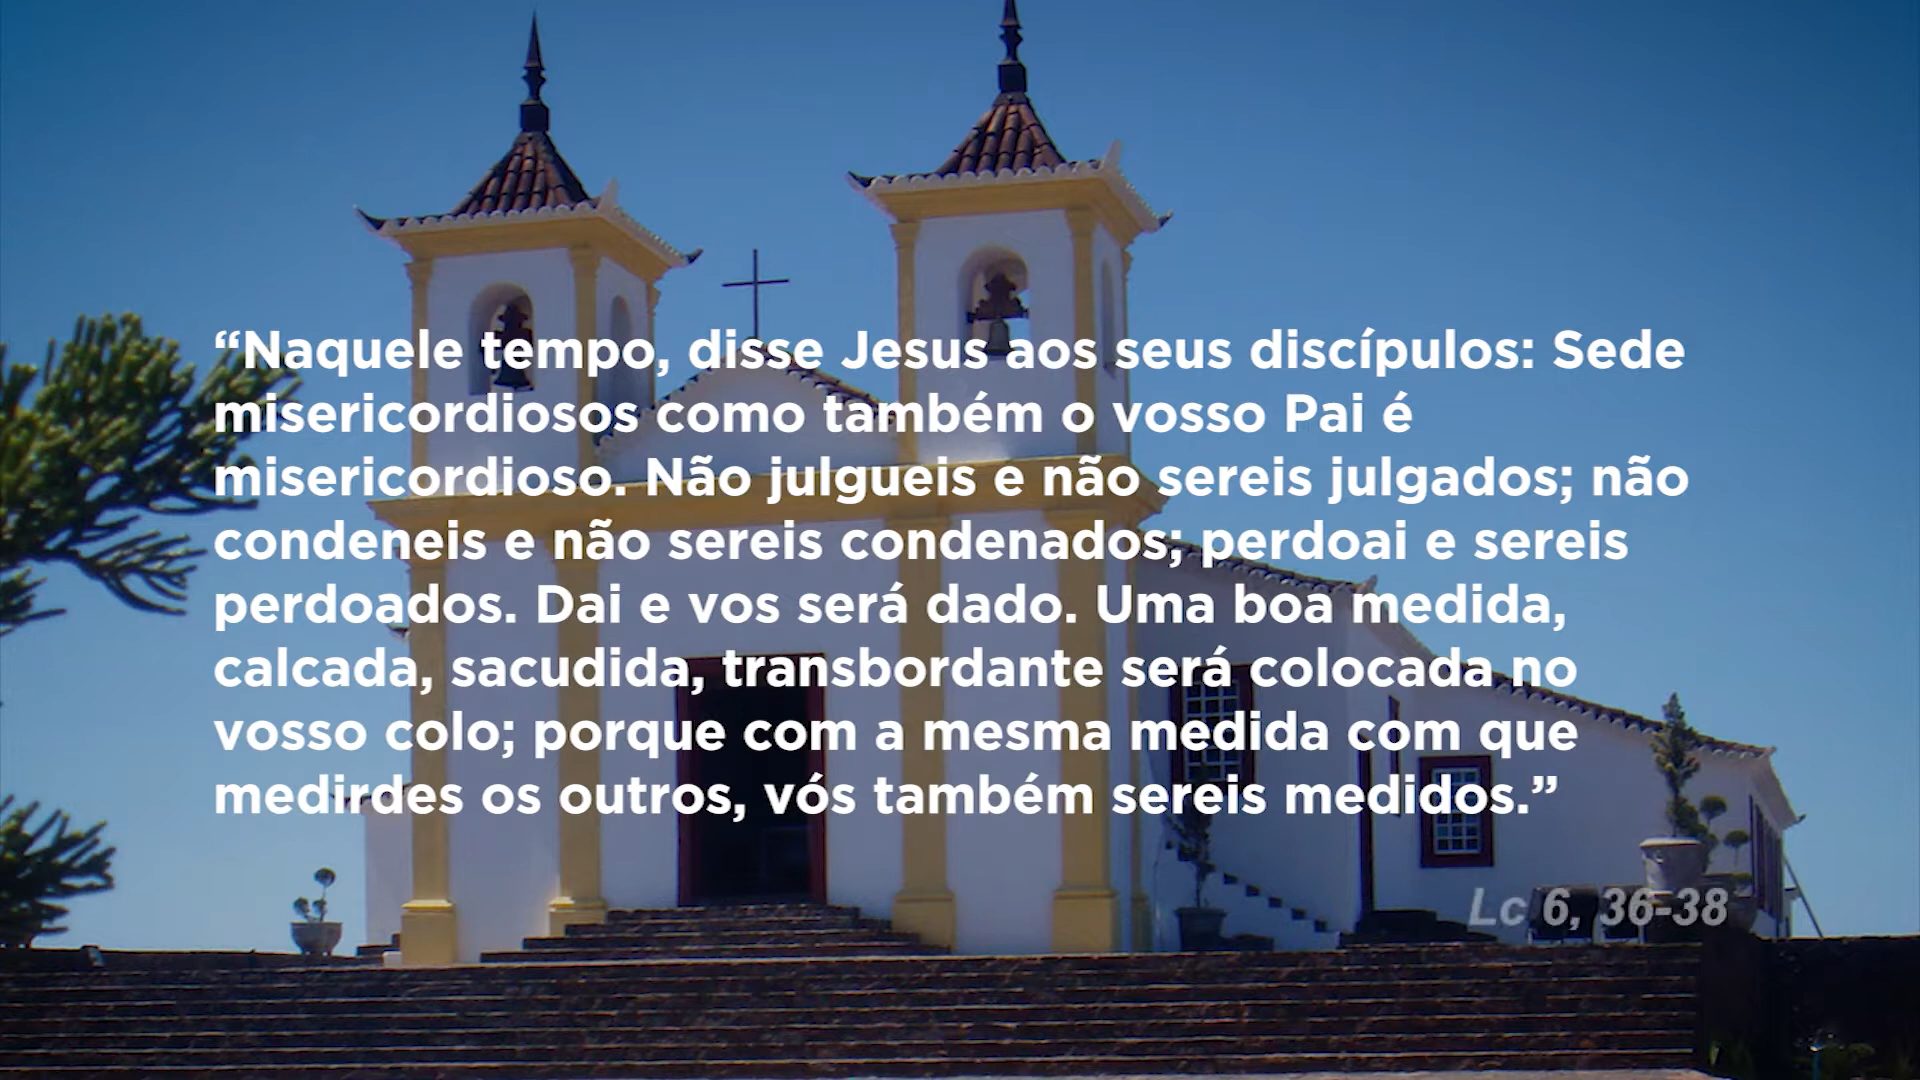 “Naquele tempo, disse Jesus aos seus discípulos: Sede
misericordiosos como também o vosso Pai é
misericordioso. Não julgueis e não sereis julgados; não
condeneis e não sereis condenados; perdoai e sereis
perdoados. Dai e vos será dado. Uma boa medida,
calcada, sacudida, transbordante será colocada no
vosso colo; porque com a mesma medida com que
medirdes os outros, vós também sereis medidos.”
Lc 6, 36-38